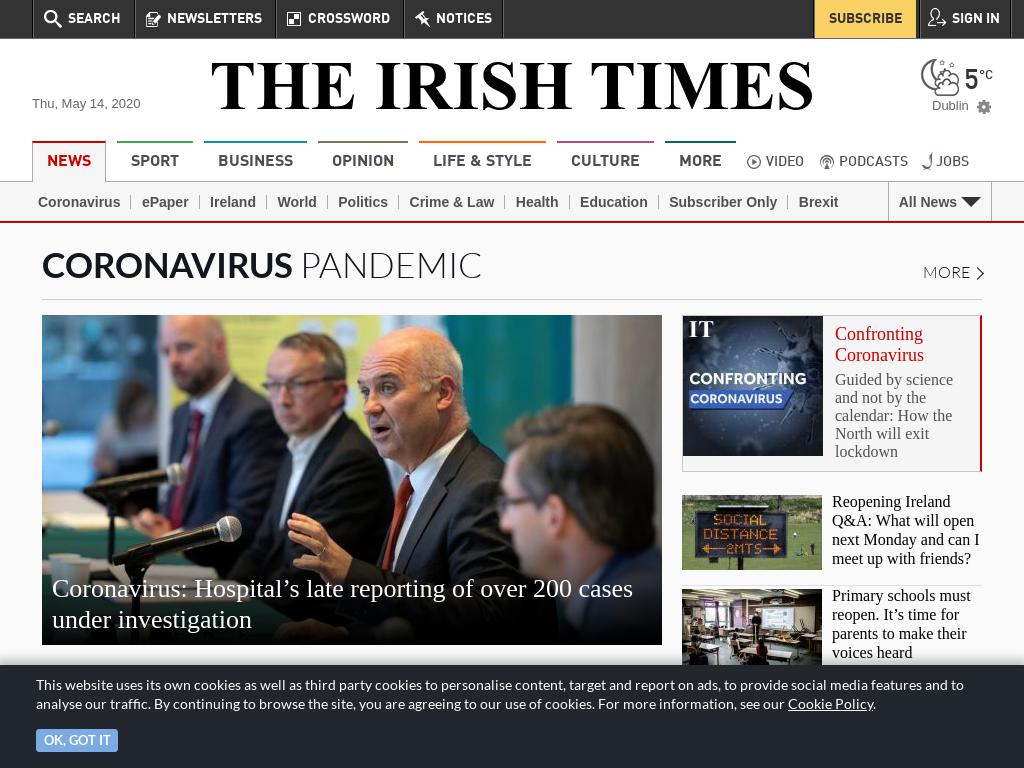 SEARCH NEWSLETTERS CROSSWORD NOTICES SUBSCRIBE SIGN IN
Thu, May 14, 2020
THE IRISH TIMES
5°C
Dublin
NEWS SPORT BUSINESS OPINION LIFE & STYLE CULTURE MORE VIDEO PODCASTS JOBS
Coronavirus ePaper Ireland World Politics Crime & Law Health Education Subscriber Only Brexit All News
CORONAVIRUS PANDEMIC
MORE
Coronavirus: Hospital’s late reporting of over 200 cases
under investigation
IT
CONFRONTING
CORONAVIRUS
Confronting
Coronavirus
Guided by science
and not by the
calendar: How the
North will exit
lockdown
SOCIAL
DISTANCE
2MTS
Reopening Ireland
Q&A: What will open
next Monday and can I
meet up with friends?
Primary schools must
reopen. It’s time for
parents to make their
voices heard
This website uses its own cookies as well as third party cookies to personalise content, target and report on ads, to provide social media features and to
analyse our traffic. By continuing to browse the site, you are agreeing to our use of cookies. For more information, see our Cookie Policy.
OK, GOT IT